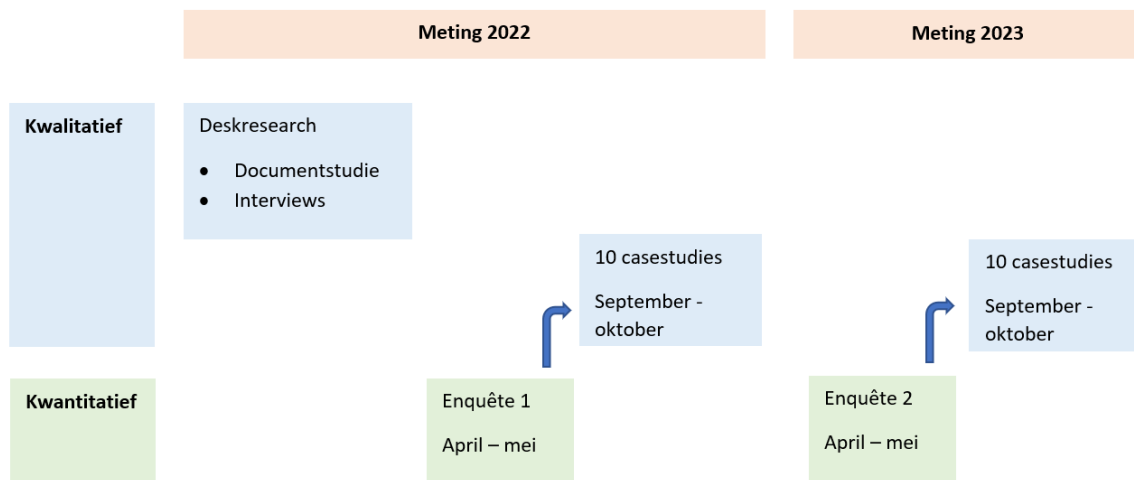 Meting 2022
Meting 2023
Kwalitatief
Deskresearch
• Documentstudie
• Interviews
10 casestudies
September -
oktober
10 casestudies
September -
oktober
Kwantitatief
Enquête 1
April – mei
Enquête 2
April – mei